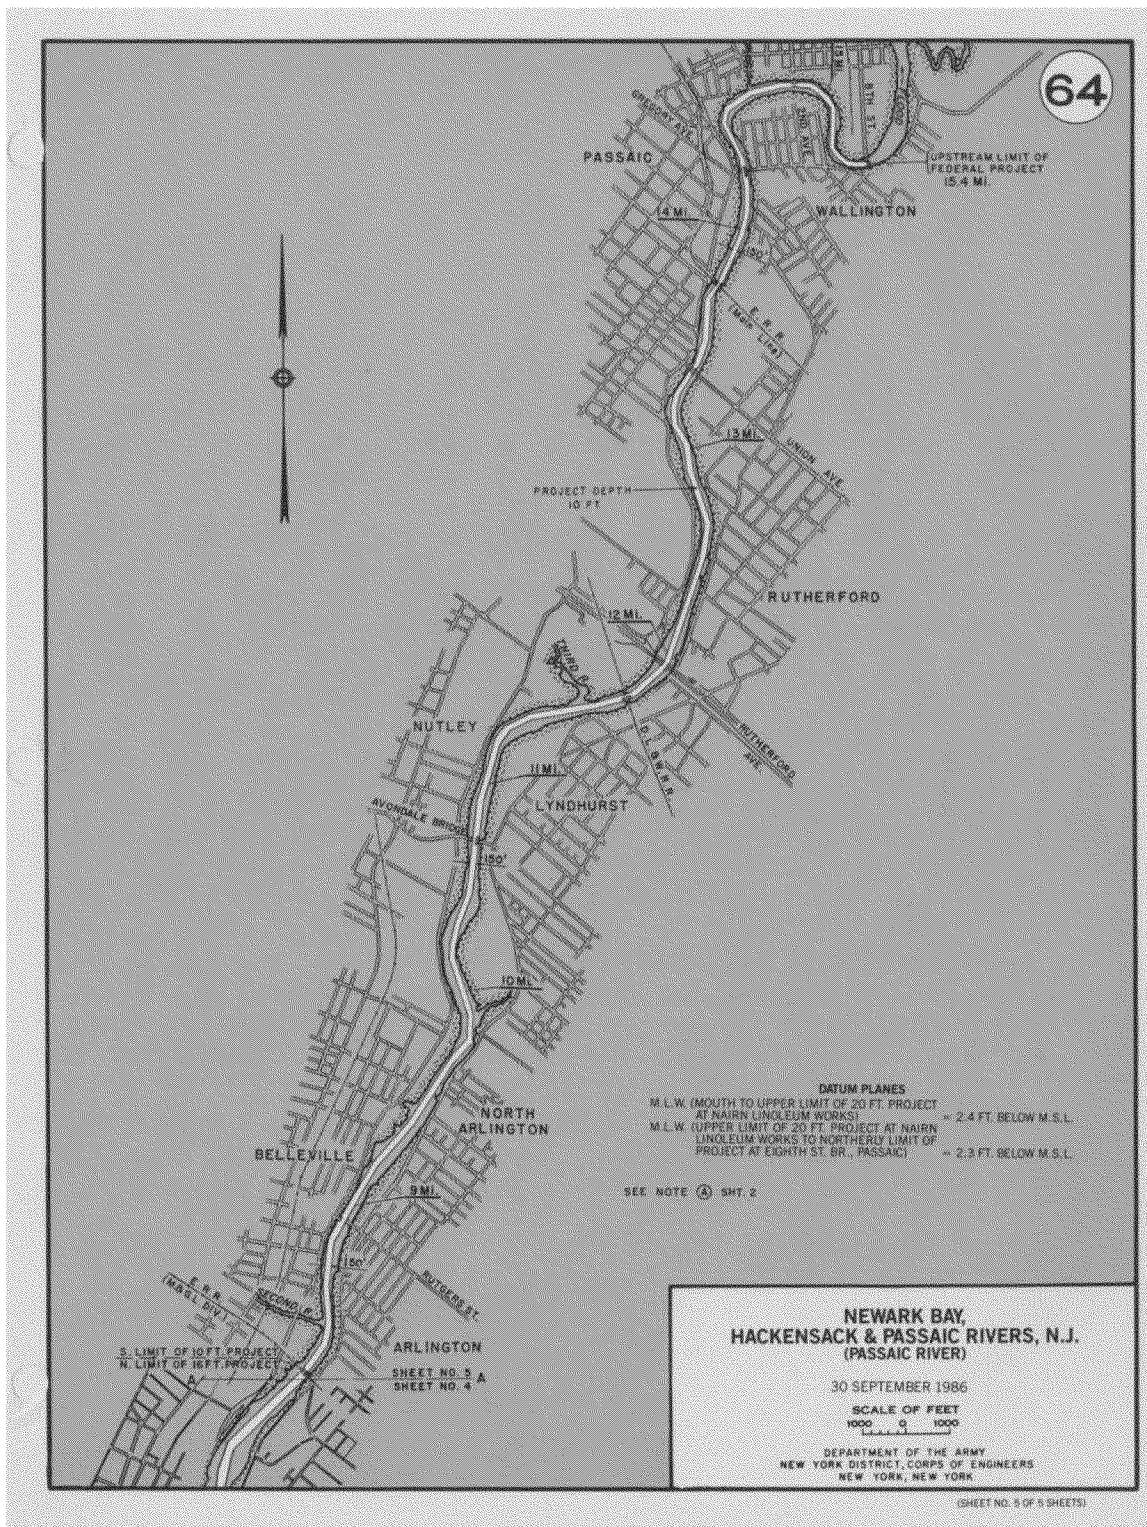 64
GREGORY AVE.
2ND AVE.
8TH ST.
PASSAIC
UPSTREAM LIMIT OF
FEDERAL PROJECT
15.4 Mi.
WALLINGTON
14 Mi.
150'
E. R. R.
(Main Line)
13 Mi.
UNION AVE.
PROJECT DEPTH
10 FT.
RUTHERFORD
12 Mi.
THIRD R.
NUTLEY
D. L. & W. R. R.
RUTHERFORD
AVE.
11 Mi.
LYNDHURST
AVONDALE BRIDGE
150'
10 Mi.
DATUM PLANES
M.L.W. (MOUTH TO UPPER LIMIT OF 20 FT. PROJECT
AT NAIRN LINOLEUM WORKS) = 2.4 FT. BELOW M.S.L.
M.L.W. (UPPER LIMIT OF 20 FT. PROJECT AT NAIRN
LINOLEUM WORKS TO NORTHERLY LIMIT OF
PROJECT AT EIGHTH ST. BR., PASSAIC) = 2.3 FT. BELOW M.S.L.
NORTH
ARLINGTON
BELLEVILLE
9 Mi.
SEE NOTE A SHT. 2
150'
E. R. R.
(M.&G.L. DIV.)
SECOND R.
RUTGERS ST.
ARLINGTON
S. LIMIT OF 10 FT. PROJECT
N. LIMIT OF 16 FT. PROJECT
A
SHEET NO. 5
SHEET NO. 4
A
NEWARK BAY,
HACKENSACK & PASSAIC RIVERS, N.J.
(PASSAIC RIVER)
30 SEPTEMBER 1986
SCALE OF FEET
1000 0 1000
DEPARTMENT OF THE ARMY
NEW YORK DISTRICT, CORPS OF ENGINEERS
NEW YORK, NEW YORK
(SHEET NO. 5 OF 5 SHEETS)